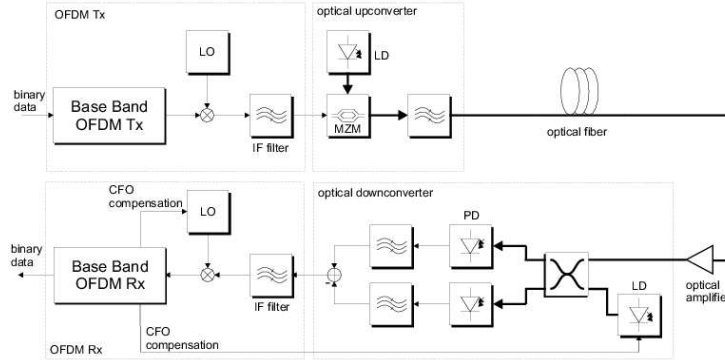 OFDM Tx
optical upconverter
LO
LD
binary
data
Base Band
OFDM Tx
MZM
IF filter
optical fiber
CFO
compensation
optical downconverter
LO
PD
binary
data
Base Band
OFDM Rx
IF filter
LD
optical
amplifie
CFO
compensation
OFDM Rx